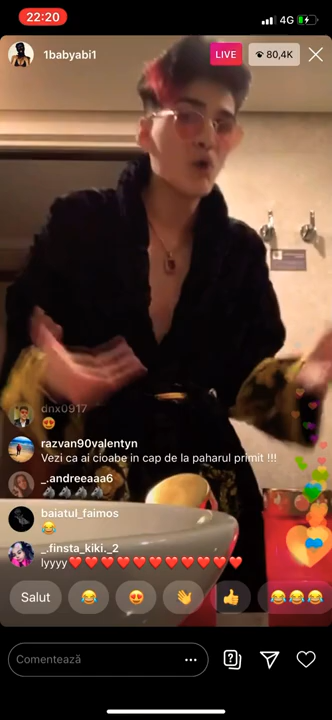 22:20
4G
1babyabi1
LIVE
80,4K
dnx0917
😍
razvan90valentyn
Vezi ca ai cioabe in cap de la paharul primit !!!
_.andreeaaa6
🐴🐴🐴🐴🐴
baiatul_faimos
😂
_.finsta_kiki._2
lyyyy❤️❤️❤️❤️❤️❤️❤️❤️❤️❤️❤️❤️
Salut 😂 😍 👋 👍 😂😂😂
Comentează